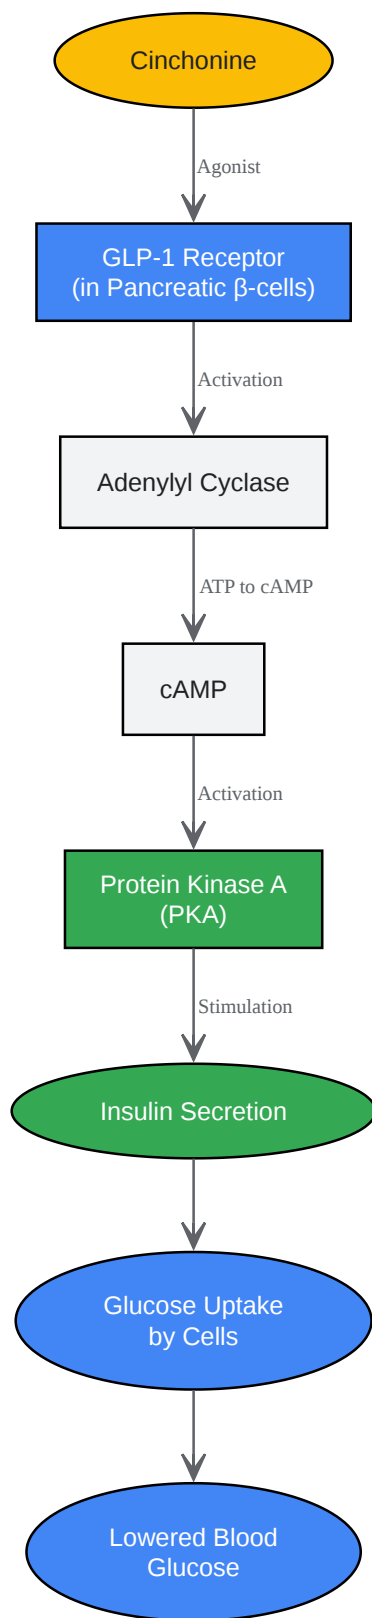 Cinchonine
Agonist
GLP-1 Receptor
(in Pancreatic β-cells)
Activation
Adenylyl Cyclase
ATP to cAMP
cAMP
Activation
Protein Kinase A
(PKA)
Stimulation
Insulin Secretion
Glucose Uptake
by Cells
Lowered Blood
Glucose